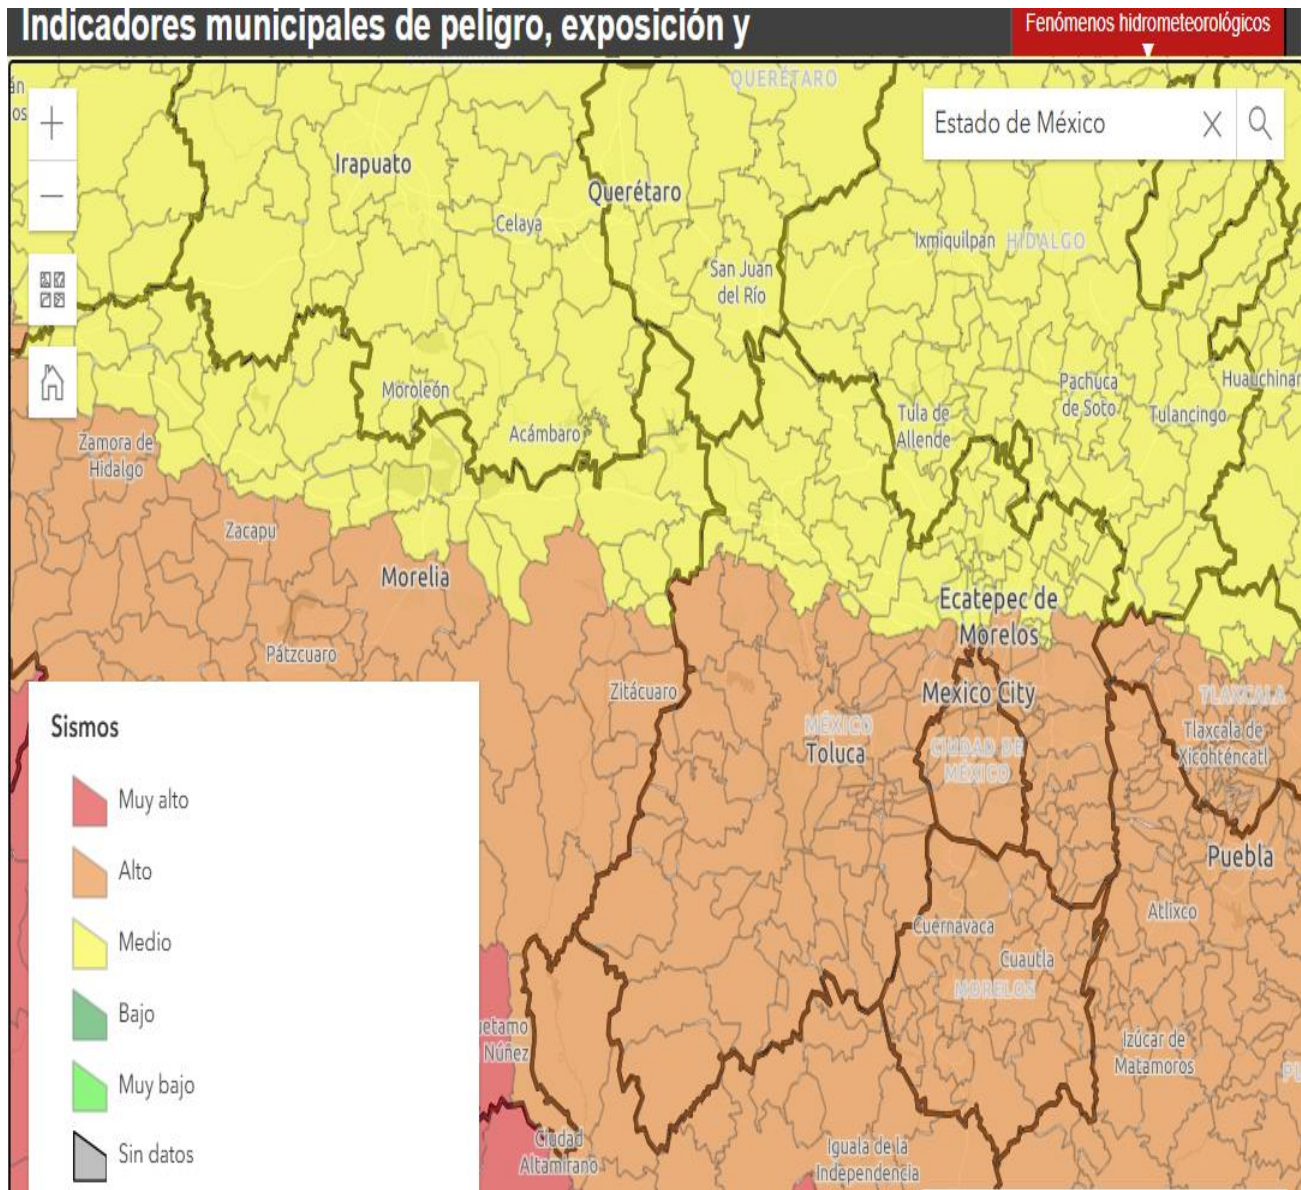 Indicadores municipales de peligro, exposición y
Fenómenos hidrometeorológicos
QUERÉTARO
Estado de México
Irapuato
Querétaro
Celaya
Ixmiquilpan HIDALGO
San Juan
del Río
Moroleón
Pachuca
de Soto
Huauchinar
Tula de
Allende
Tulancingo
Acámbaro
Zamora de
Hidalgo
Zacapu
Morelia
Ecatepec de
Morelos
Pátzcuaro
Zitácuaro
Mexico City
TLAXCALA
MÉXICO
Toluca
CIUDAD DE
MÉXICO
Tlaxcala de
Xicohténcatl
Puebla
Atlixco
Cuernavaca
Cuautla
MORELOS
Izúcar de
Matamoros
uetamo
Núñez
Ciudad
Altamirano
Iguala de la
Independencia
Sismos
Muy alto
Alto
Medio
Bajo
Muy bajo
Sin datos